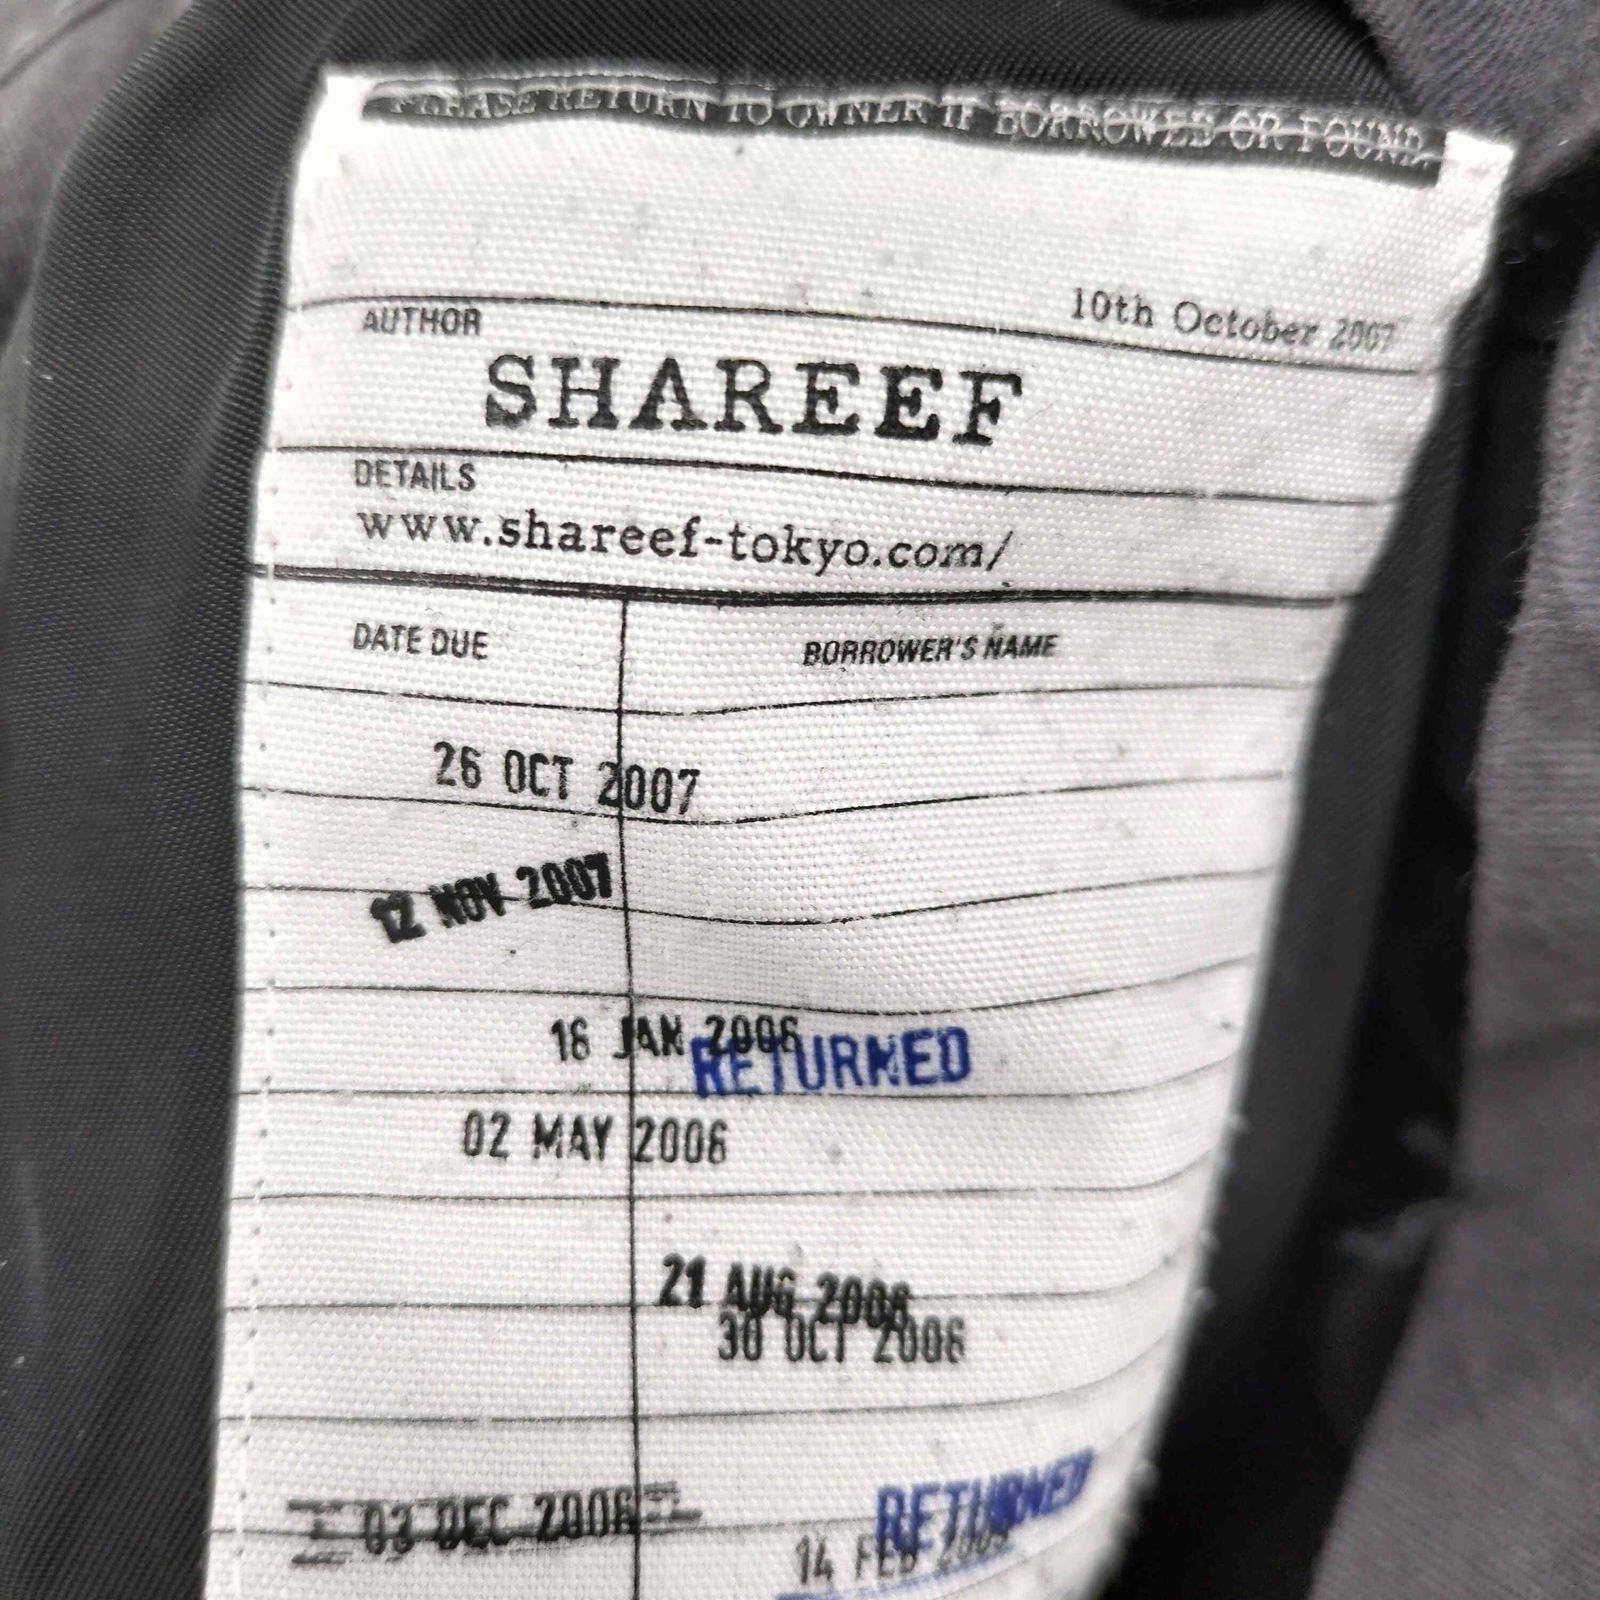 PLEASE RETURN TO OWNER IF BORROWED OR FOUND.
10th October 2007
AUTHOR
SHAREEF
DETAILS
www.shareef-tokyo.com/
DATE DUE BORROWER'S NAME
26 OCT 2007
12 NOV 2007
16 JAN 2006
RETURNED
02 MAY 2006
21 AUG 2006
30 OCT 2006
03 DEC 2006
RETURNED
14 FEB